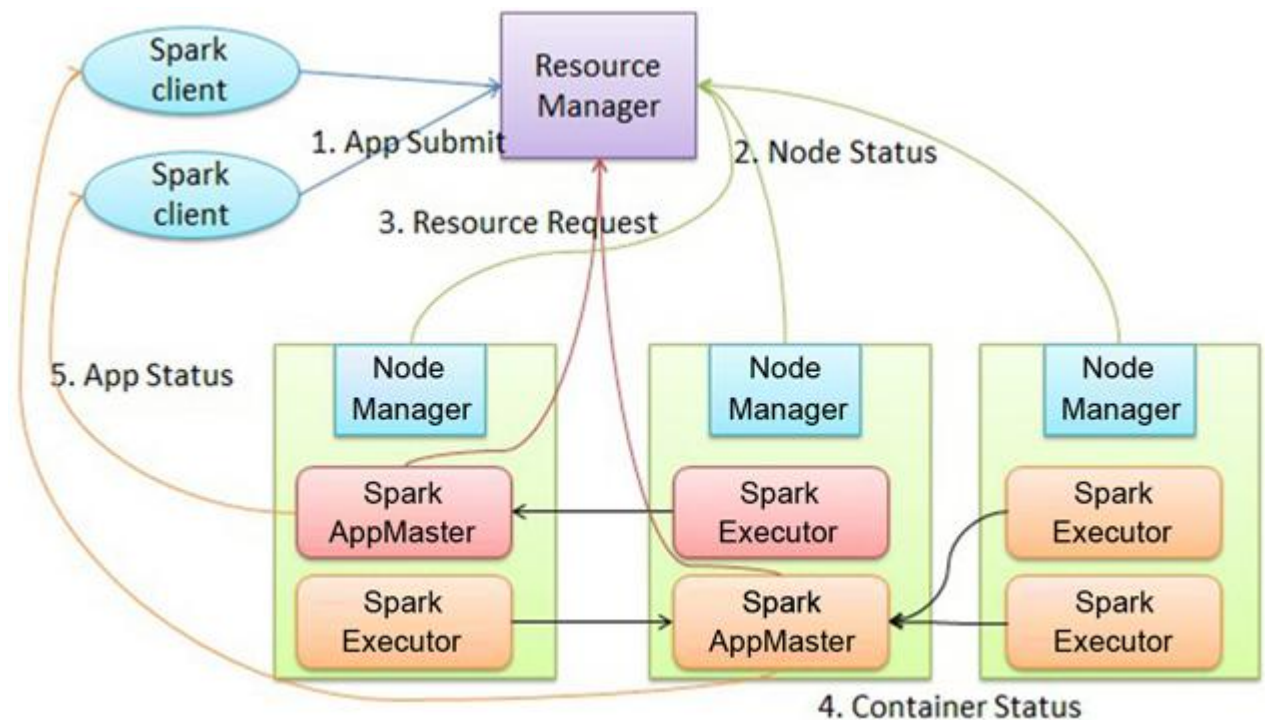 Spark
client
Resource
Manager
1. App Submit
2. Node Status
Spark
client
3. Resource Request
5. App Status
Node
Manager
Node
Manager
Node
Manager
Spark
AppMaster
Spark
Executor
Spark
Executor
Spark
Executor
Spark
AppMaster
Spark
Executor
4. Container Status